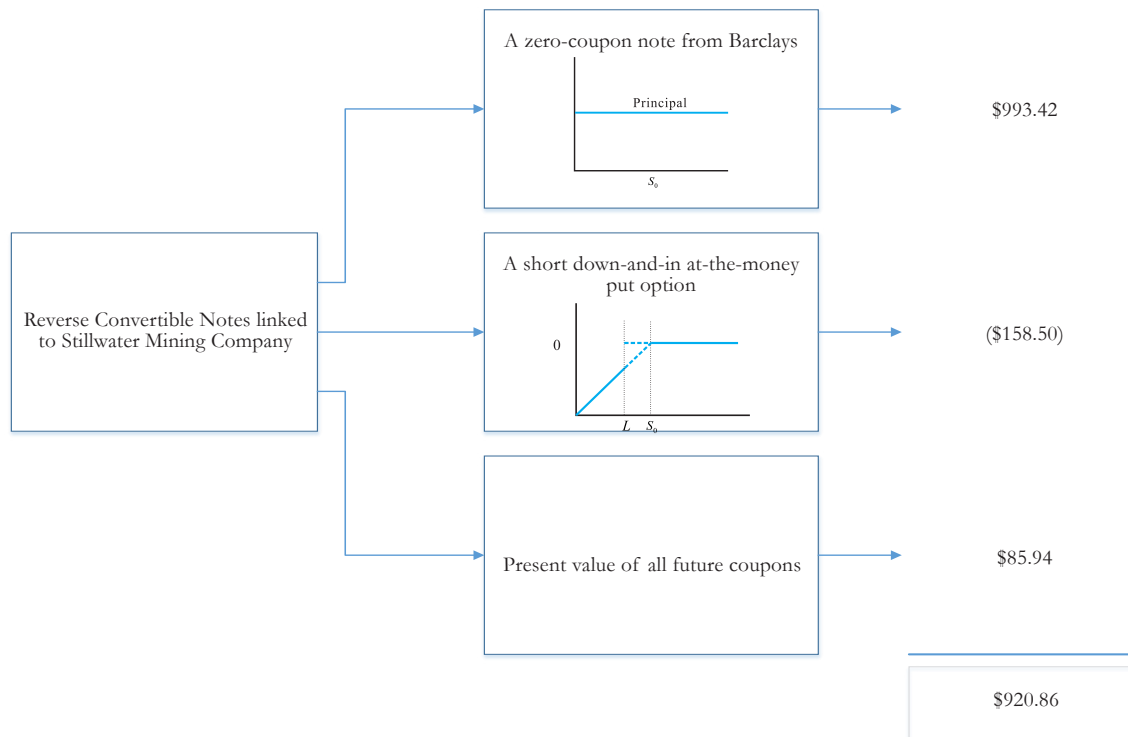 A zero-coupon note from Barclays
Principal
S₀
$993.42
Reverse Convertible Notes linked
to Stillwater Mining Company
A short down-and-in at-the-money
put option
0
L S₀
($158.50)
Present value of all future coupons
$85.94
$920.86